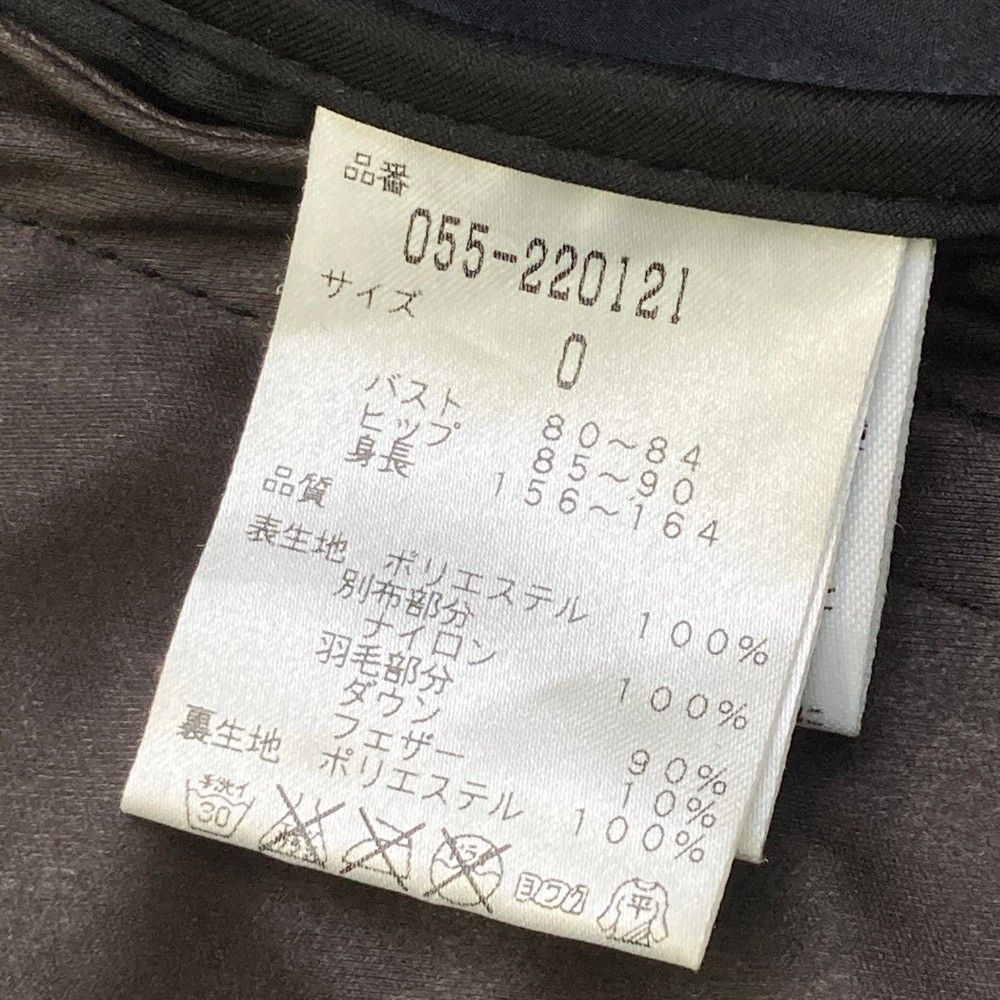 品番
055-220121
サイズ
0
バスト 80～84
ヒップ 85～90
身長 156～164
品質
表生地 ポリエステル 100%
別布部分
ナイロン 100%
羽毛部分
ダウン 90%
フェザー 10%
裏生地 ポリエステル 100%
手洗イ
30
ドライ
ヨワク
平